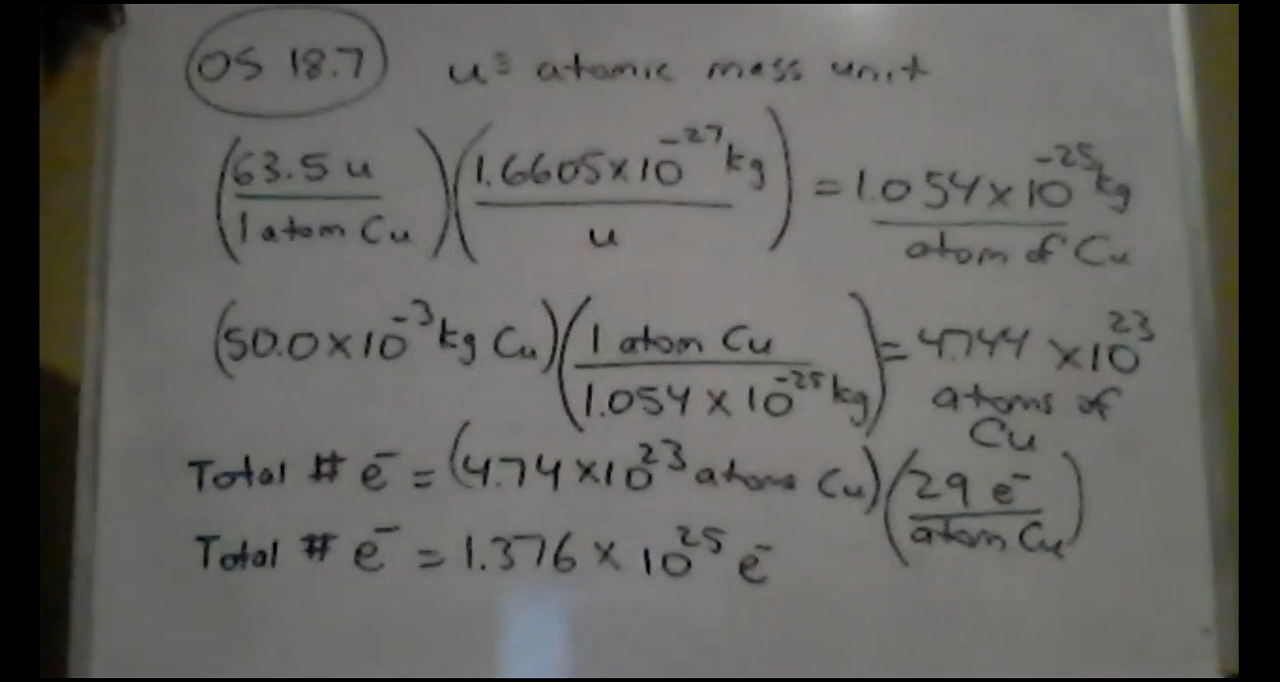 OS 18.7 u ≡ atomic mass unit
(63.5 u / 1 atom Cu)(1.6605×10^-27 kg / u) = 1.054×10^-25 kg / atom of Cu
(50.0×10^-3 kg Cu)(1 atom Cu / 1.054×10^-25 kg) = 4.744×10^23 atoms of Cu
Total # e⁻ = (4.74×10^23 atoms Cu)(29 e⁻ / atom Cu)
Total # e⁻ = 1.376×10^25 e⁻